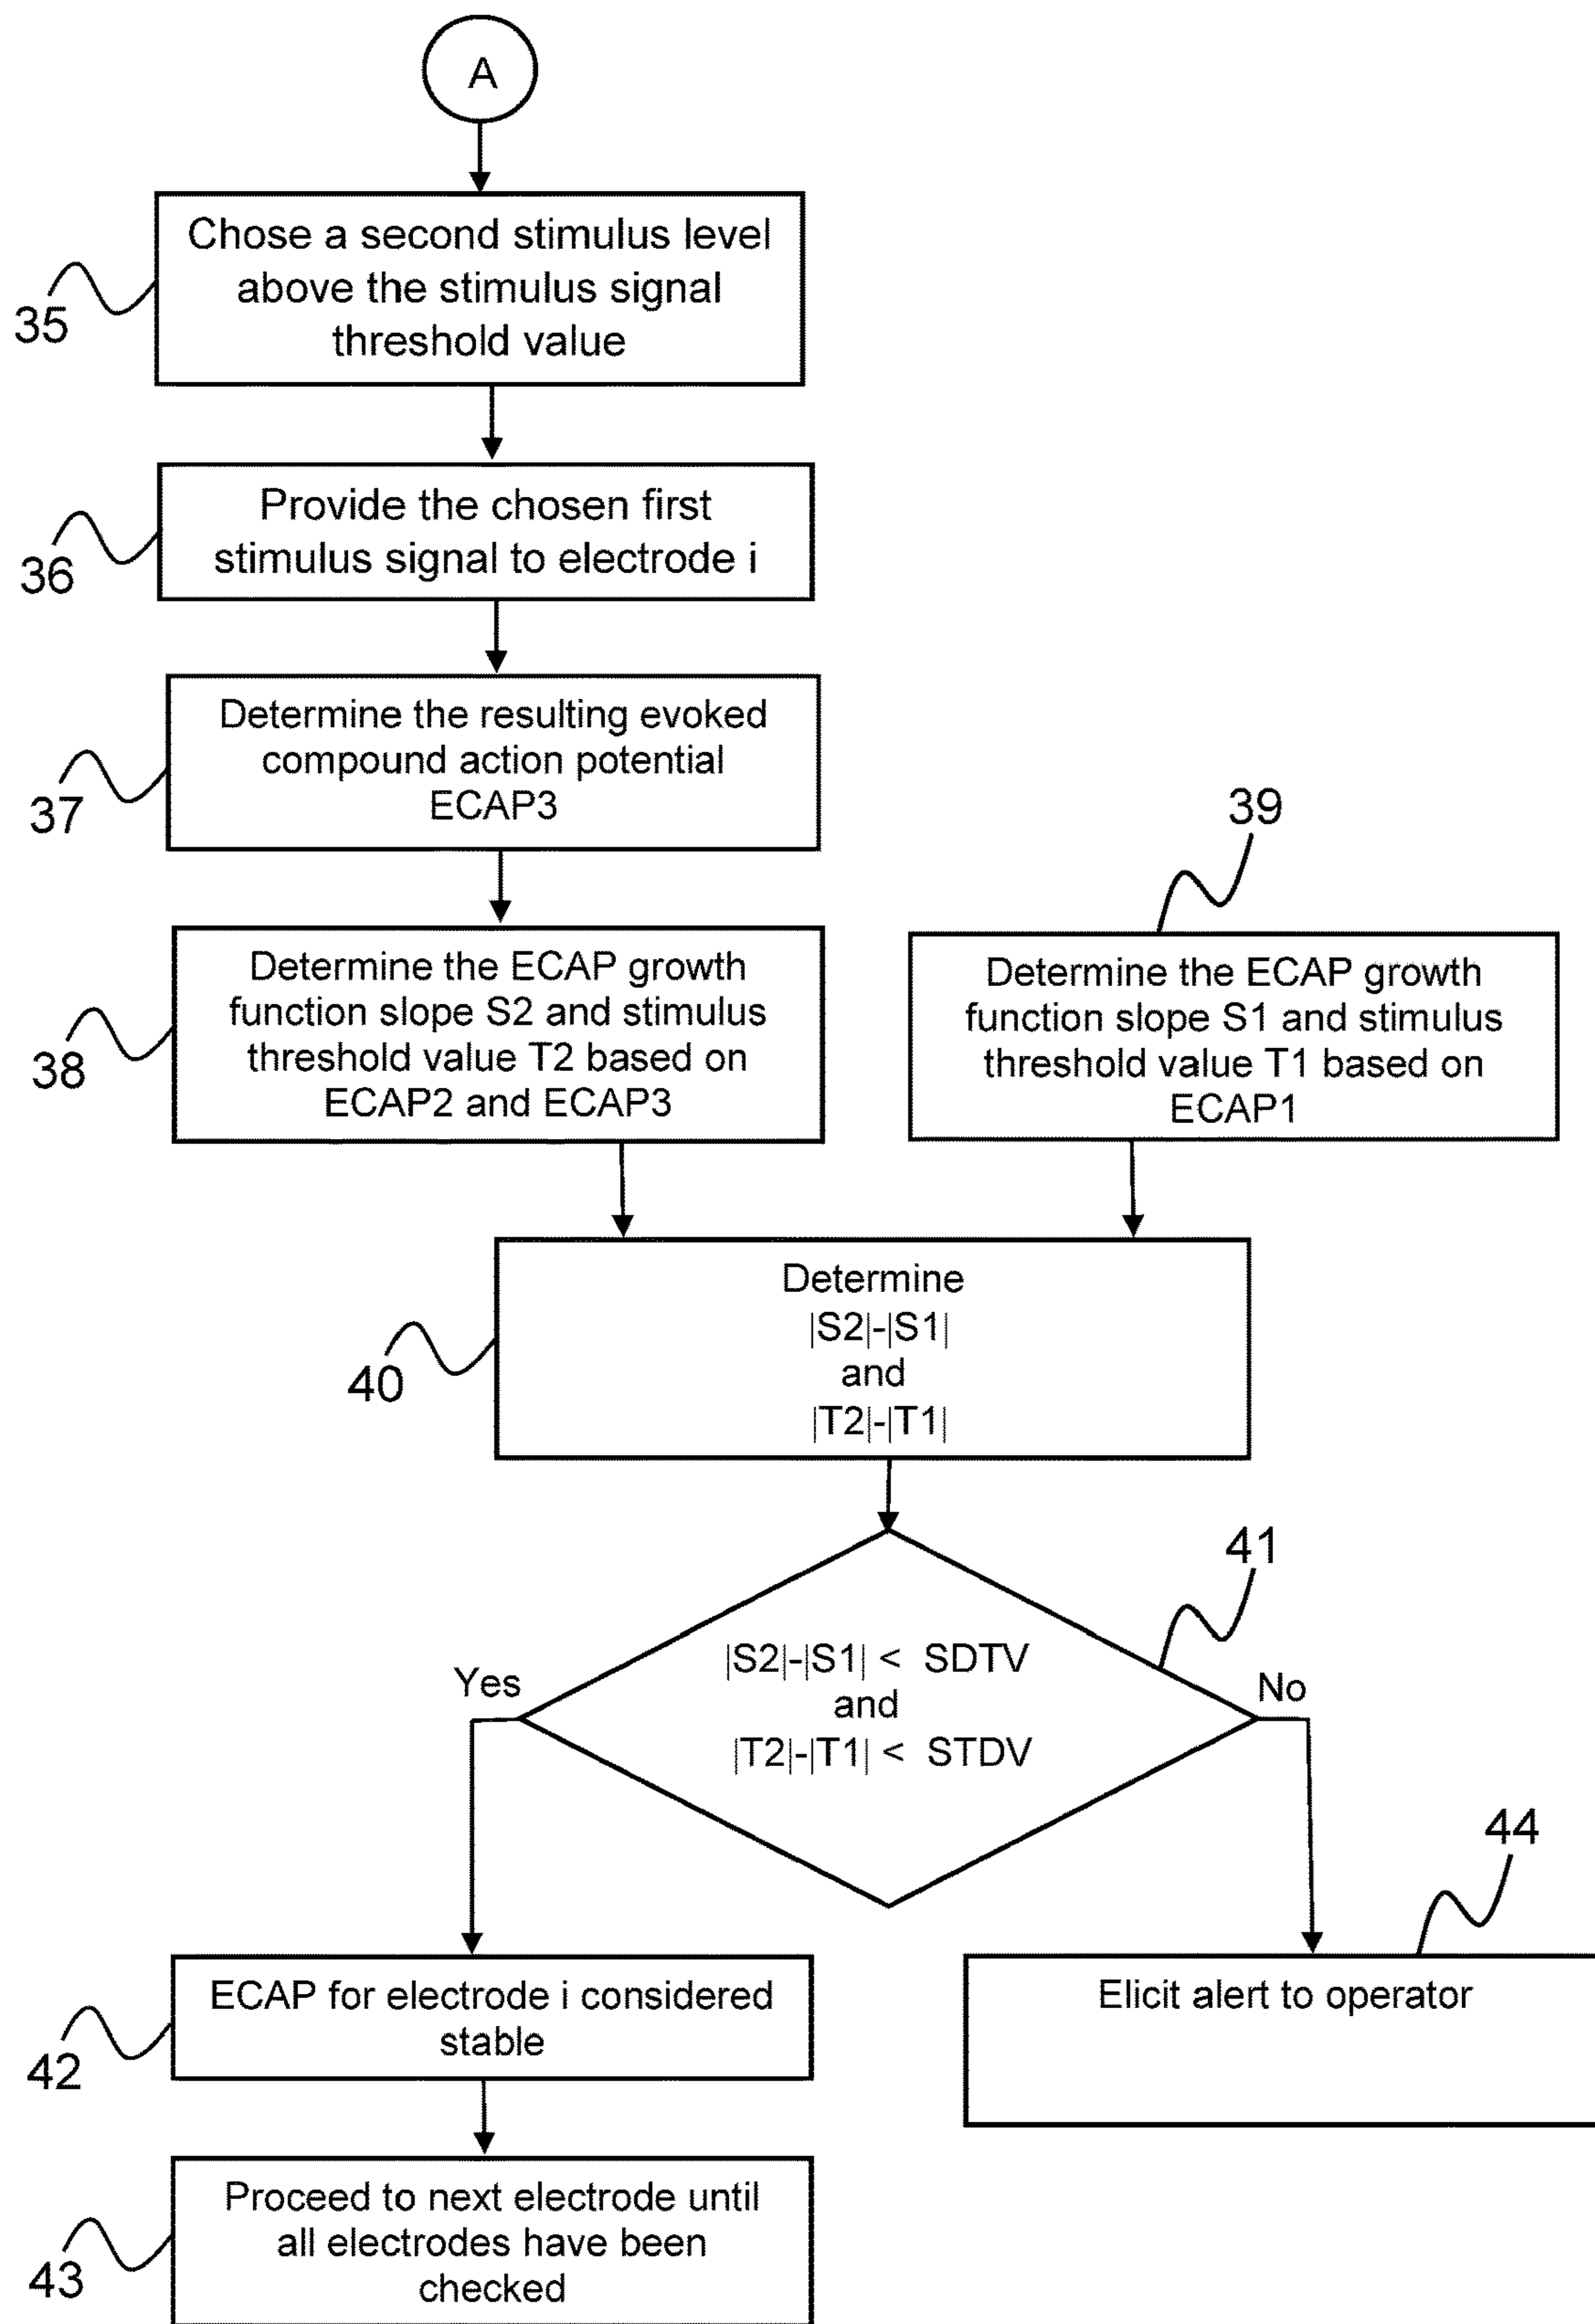 A
Chose a second stimulus level
above the stimulus signal
threshold value
35
Provide the chosen first
stimulus signal to electrode i
36
Determine the resulting evoked
compound action potential
ECAP3
37
39
Determine the ECAP growth
function slope S2 and stimulus
threshold value T2 based on
ECAP2 and ECAP3
38
Determine the ECAP growth
function slope S1 and stimulus
threshold value T1 based on
ECAP1
Determine
|S2|-|S1|
and
|T2|-|T1|
40
41
|S2|-|S1| < SDTV
and
|T2|-|T1| < STDV
Yes
No
44
ECAP for electrode i considered
stable
42
Elicit alert to operator
Proceed to next electrode until
all electrodes have been
checked
43